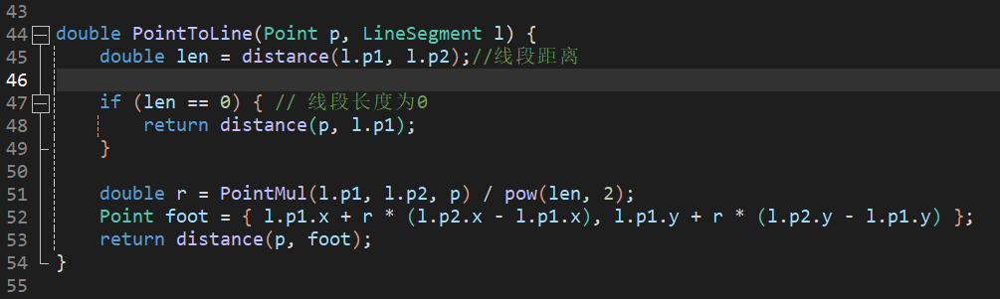 43
44 double PointToLine(Point p, LineSegment l) {
45     double len = distance(l.p1, l.p2);//线段距离
46
47     if (len == 0) { // 线段长度为0
48         return distance(p, l.p1);
49     }
50
51     double r = PointMul(l.p1, l.p2, p) / pow(len, 2);
52     Point foot = { l.p1.x + r * (l.p2.x - l.p1.x), l.p1.y + r * (l.p2.y - l.p1.y) };
53     return distance(p, foot);
54 }
55